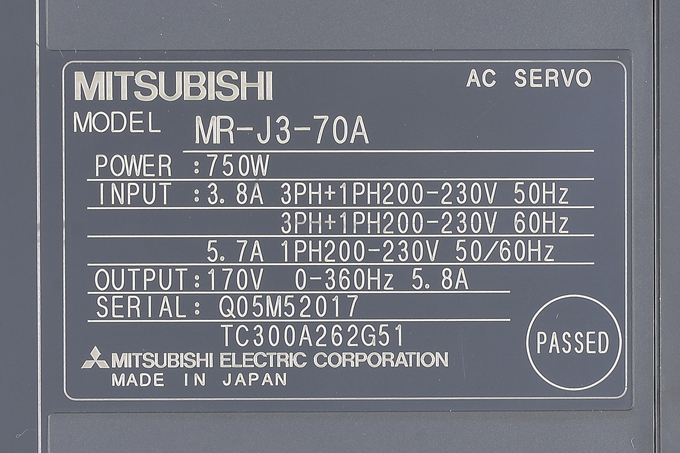 MITSUBISHI AC SERVO
MODEL MR-J3-70A
POWER :750W
INPUT :3.8A 3PH+1PH200-230V 50Hz
3PH+1PH200-230V 60Hz
5.7A 1PH200-230V 50/60Hz
OUTPUT:170V 0-360Hz 5.8A
SERIAL: Q05M52017
TC300A262G51
PASSED
MITSUBISHI ELECTRIC CORPORATION
MADE IN JAPAN